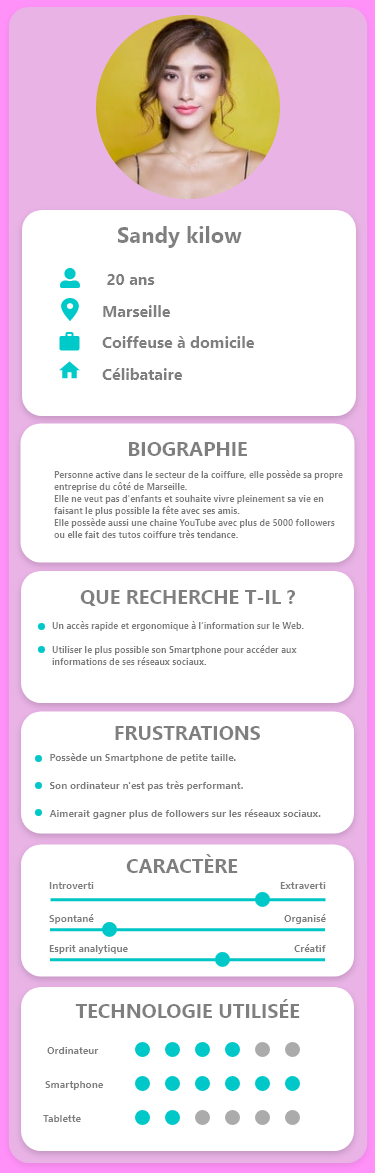 Sandy kilow
20 ans
Marseille
Coiffeuse à domicile
Célibataire
BIOGRAPHIE
Personne active dans le secteur de la coiffure, elle possède sa propre
entreprise du côté de Marseille.
Elle ne veut pas d'enfants et souhaite vivre pleinement sa vie en
faisant le plus possible la fête avec ses amis.
Elle possède aussi une chaine YouTube avec plus de 5000 followers
ou elle fait des tutos coiffure très tendance.
QUE RECHERCHE T-IL ?
Un accès rapide et ergonomique à l'information sur le Web.
Utiliser le plus possible son Smartphone pour accéder aux
informations de ses réseaux sociaux.
FRUSTRATIONS
Possède un Smartphone de petite taille.
Son ordinateur n'est pas très performant.
Aimerait gagner plus de followers sur les réseaux sociaux.
CARACTÈRE
Introverti Extraverti
Spontané Organisé
Esprit analytique Créatif
TECHNOLOGIE UTILISÉE
Ordinateur
Smartphone
Tablette